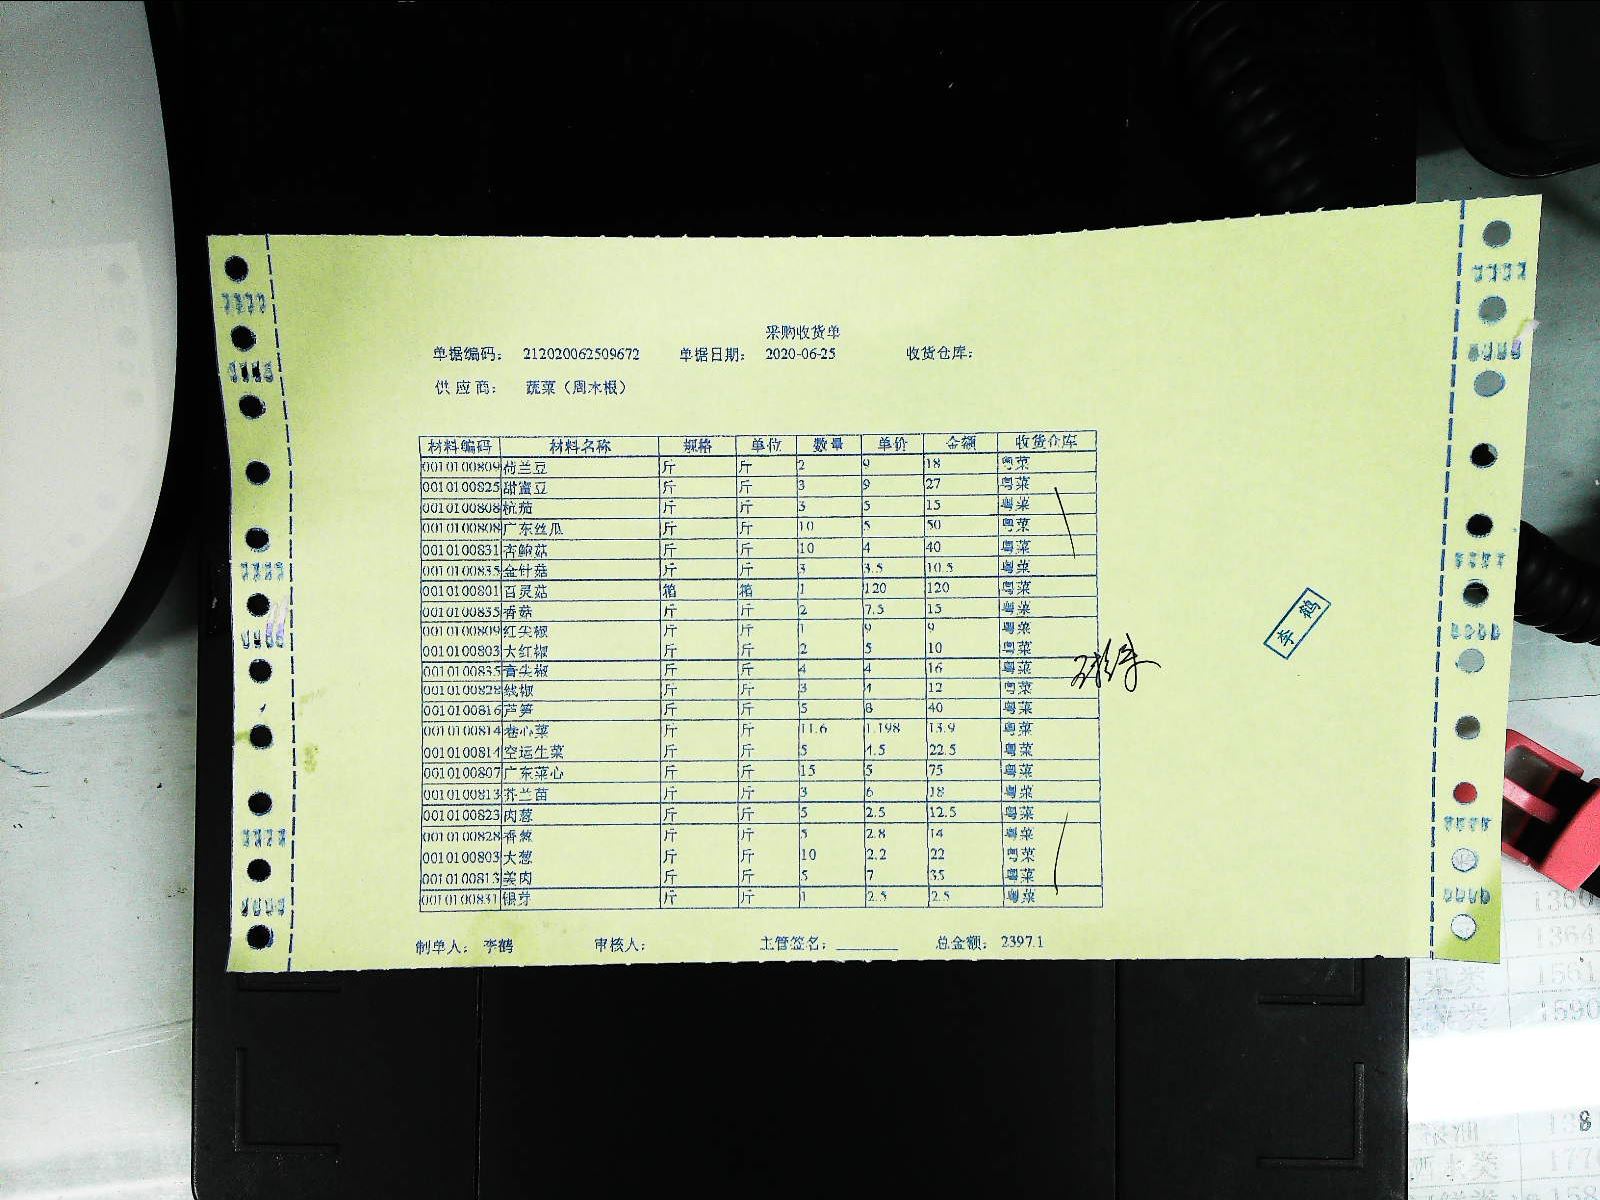 采购收货单
单据编码： 212020062509672 单据日期： 2020-06-25 收货仓库：
供应商： 蔬菜（周木根）
材料编码 材料名称 规格 单位 数量 单价 金额 收货仓库
0010100809 荷兰豆 斤 斤 2 9 18 粤菜
0010100825 甜蜜豆 斤 斤 3 9 27 粤菜
0010100808 杭茄 斤 斤 3 5 15 粤菜
0010100808 广东丝瓜 斤 斤 10 5 50 粤菜
0010100831 杏鲍菇 斤 斤 10 4 40 粤菜
0010100835 金针菇 斤 斤 3 3.5 10.5 粤菜
0010100801 百灵菇 箱 箱 1 120 120 粤菜
0010100835 香菇 斤 斤 2 7.5 15 粤菜
0010100809 红尖椒 斤 斤 1 9 9 粤菜
0010100803 大红椒 斤 斤 2 5 10 粤菜
0010100835 青尖椒 斤 斤 4 4 16 粤菜
0010100828 线椒 斤 斤 3 4 12 粤菜
0010100816 芦笋 斤 斤 5 8 40 粤菜
0010100814 卷心菜 斤 斤 11.6 1.198 13.9 粤菜
0010100814 空运生菜 斤 斤 5 4.5 22.5 粤菜
0010100807 广东菜心 斤 斤 15 5 75 粤菜
0010100813 芥兰苗 斤 斤 3 6 18 粤菜
0010100823 肉葱 斤 斤 5 2.5 12.5 粤菜
0010100828 香葱 斤 斤 5 2.8 14 粤菜
0010100803 大葱 斤 斤 10 2.2 22 粤菜
0010100813 姜肉 斤 斤 5 7 35 粤菜
0010100831 银芽 斤 斤 1 2.5 2.5 粤菜
制单人： 李鹤 审核人： 主管签名：________ 总金额： 2397.1
李鹤